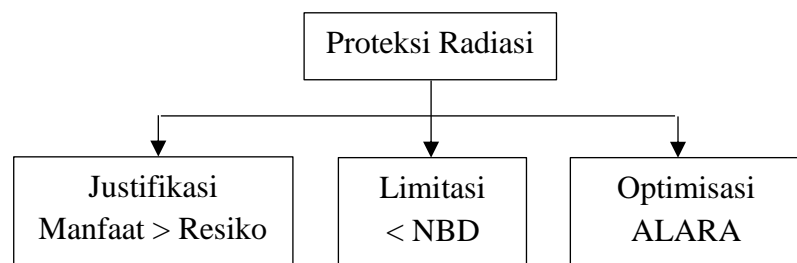 Proteksi Radiasi
Justifikasi
Manfaat > Resiko
Limitasi
< NBD
Optimisasi
ALARA